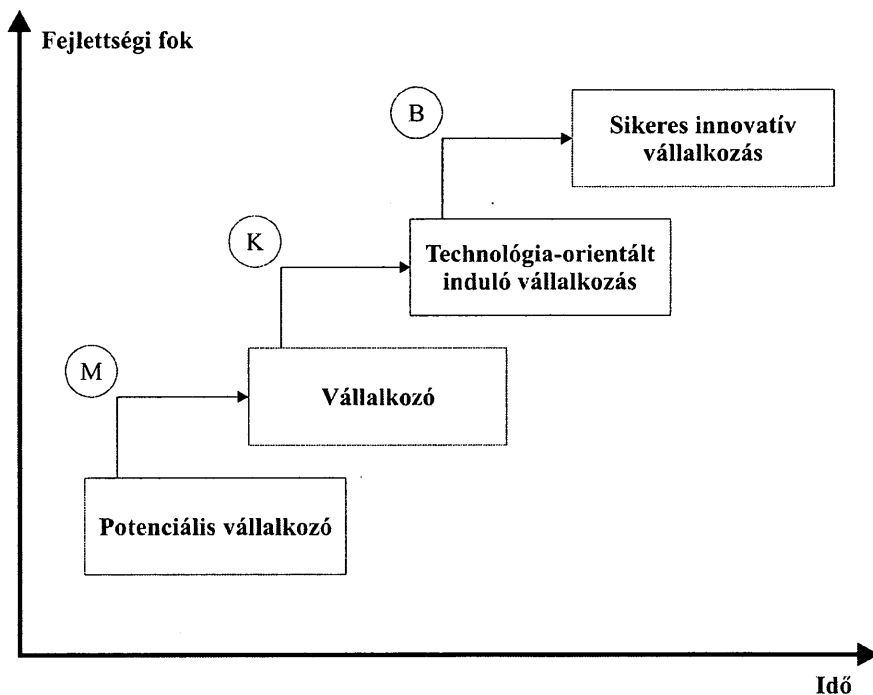 Fejlettségi fok
B
Sikeres innovatív
vállalkozás
K
Technológia-orientált
induló vállalkozás
M
Vállalkozó
Potenciális vállalkozó
Idő